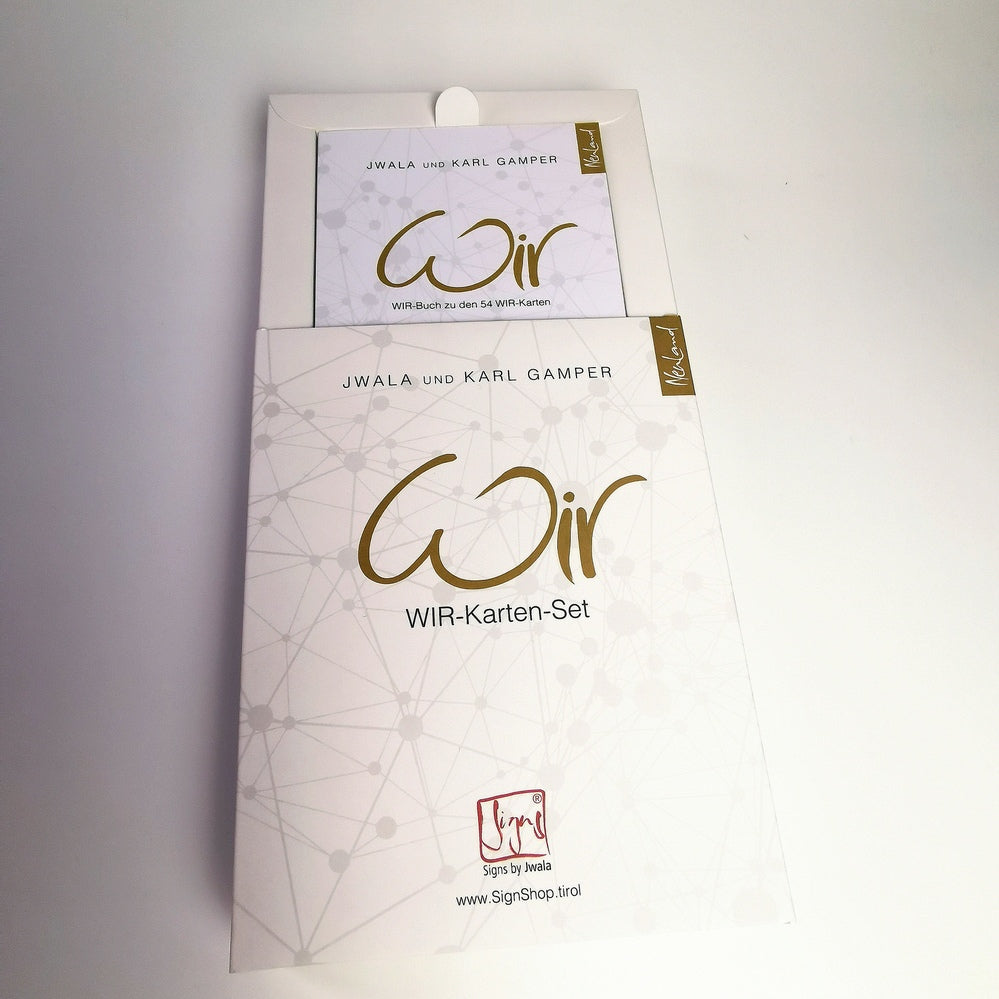 JWALA UND KARL GAMPER
NeuLand
Wir
WIR-Buch zu den 54 WIR-Karten
JWALA UND KARL GAMPER
NeuLand
Wir
WIR-Karten-Set
Signs®
Signs by Jwala
www.SignShop.tirol